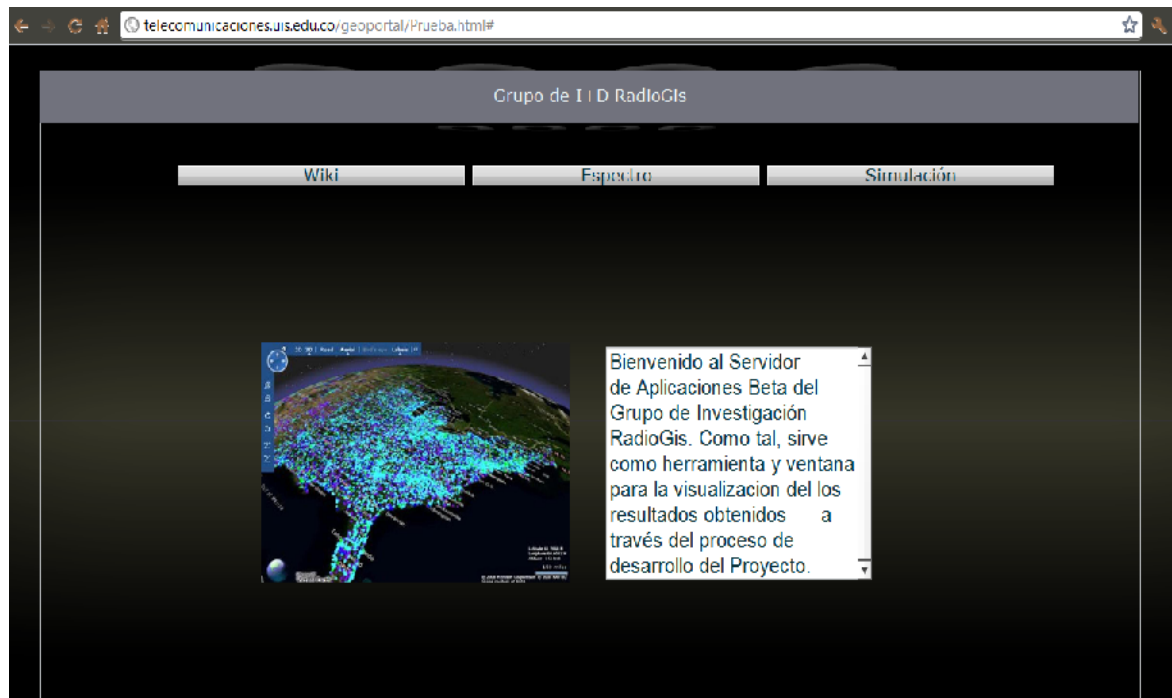 telecomunicaciones.uis.edu.co/geoportal/Prueba.html#
Grupo de I+D RadioGis
Wiki
Espectro
Simulación
Bienvenido al Servidor
de Aplicaciones Beta del
Grupo de Investigación
RadioGis. Como tal, sirve
como herramienta y ventana
para la visualizacion del los
resultados obtenidos a
través del proceso de
desarrollo del Proyecto.